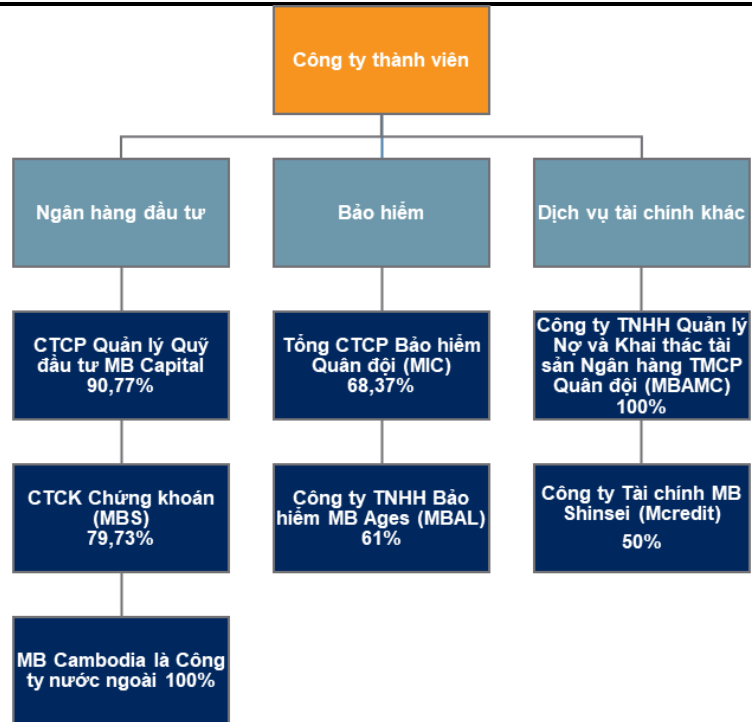 Công ty thành viên
Ngân hàng đầu tư
Bảo hiểm
Dịch vụ tài chính khác
CTCP Quản lý Quỹ
đầu tư MB Capital
90,77%
Tổng CTCP Bảo hiểm
Quân đội (MIC)
68,37%
Công ty TNHH Quản lý
Nợ và Khai thác tài
sản Ngân hàng TMCP
Quân đội (MBAMC)
100%
CTCK Chứng khoán
(MBS)
79,73%
Công ty TNHH Bảo
hiểm MB Ages (MBAL)
61%
Công ty Tài chính MB
Shinsei (Mcredit)
50%
MB Cambodia là Công
ty nước ngoài 100%